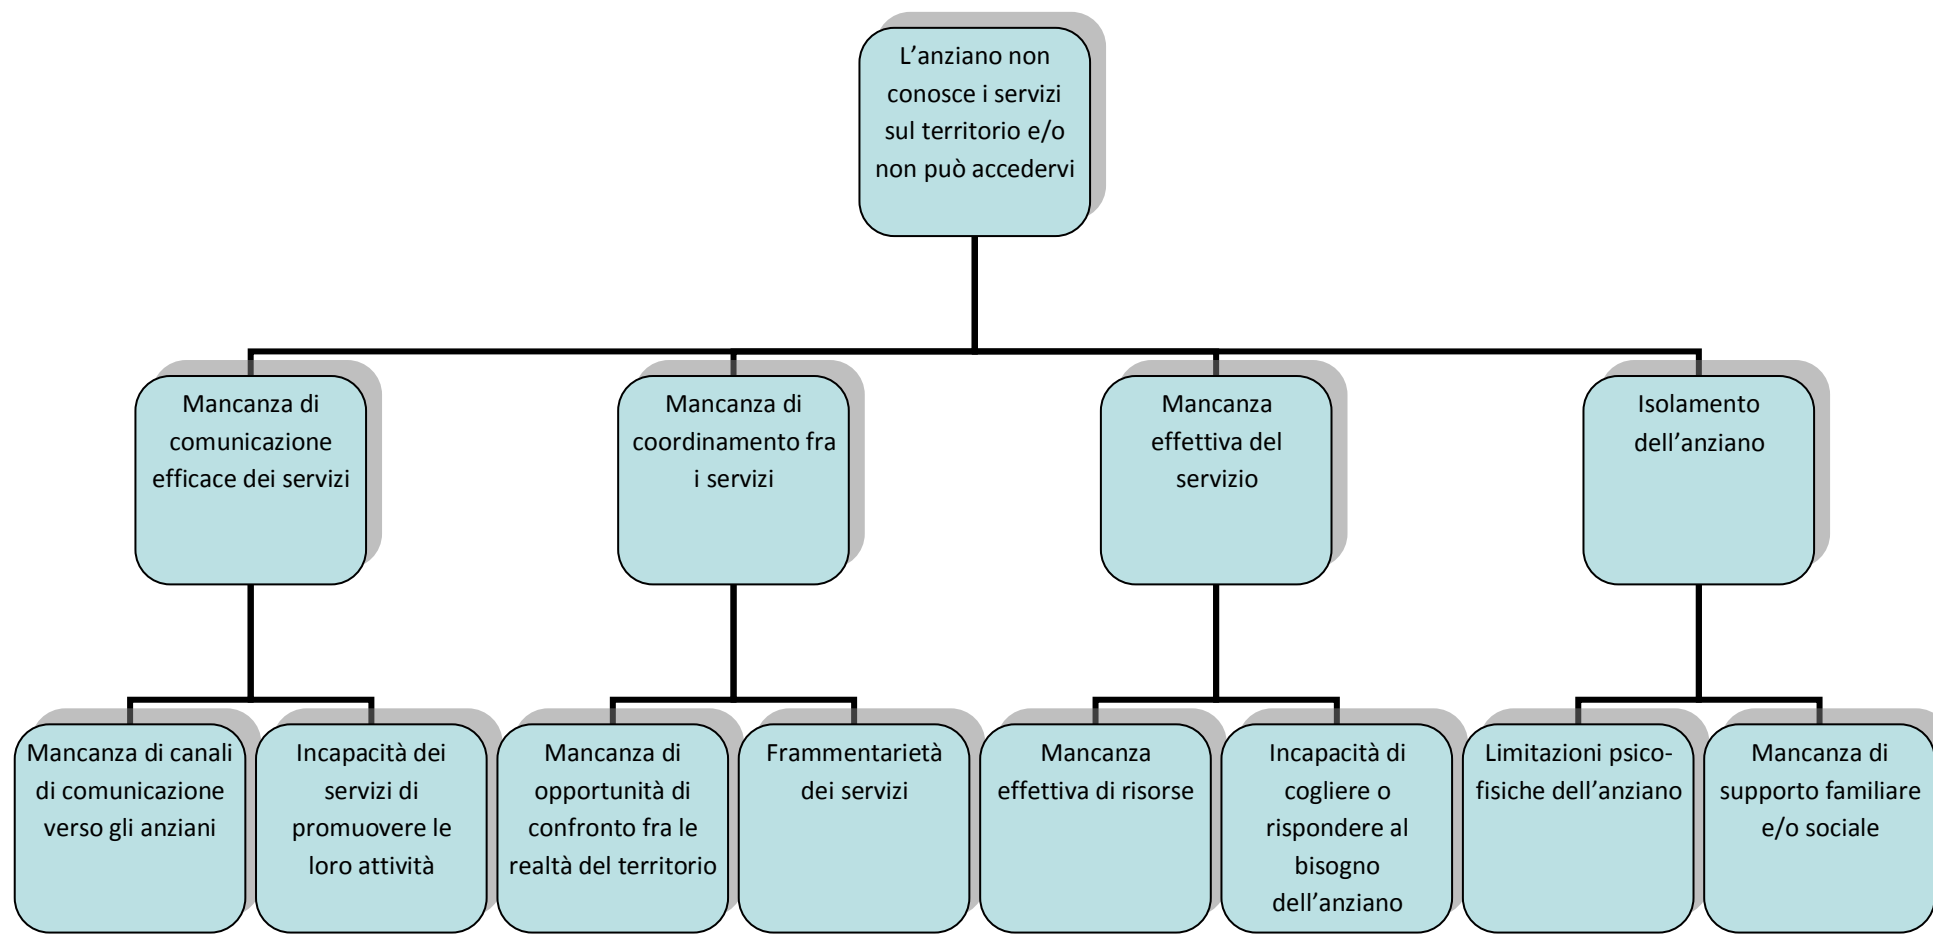 L’anziano non
conosce i servizi
sul territorio e/o
non può accedervi
Mancanza di
comunicazione
efficace dei servizi
Mancanza di
coordinamento fra
i servizi
Mancanza
effettiva del
servizio
Isolamento
dell’anziano
Mancanza di canali
di comunicazione
verso gli anziani
Incapacità dei
servizi di
promuovere le
loro attività
Mancanza di
opportunità di
confronto fra le
realtà del territorio
Frammentarietà
dei servizi
Mancanza
effettiva di risorse
Incapacità di
cogliere o
rispondere al
bisogno
dell’anziano
Limitazioni psico-
fisiche dell’anziano
Mancanza di
supporto familiare
e/o sociale